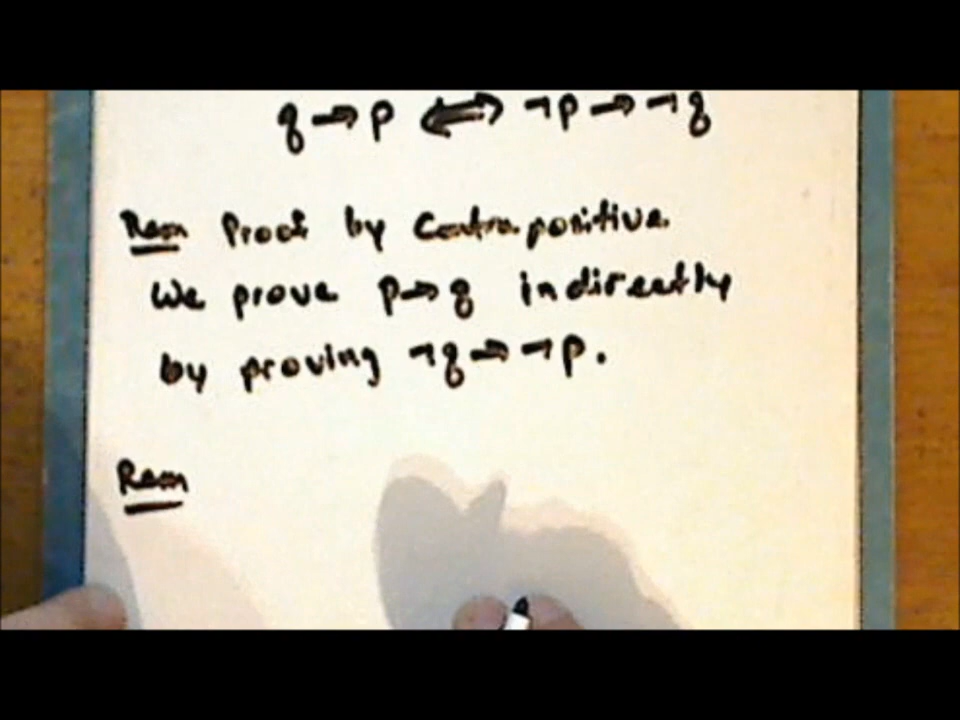 q → p ⟺ ¬p → ¬q
Rem Proof by Contrapositive.
We prove p→q indirectly
by proving ¬q → ¬p.
Rem